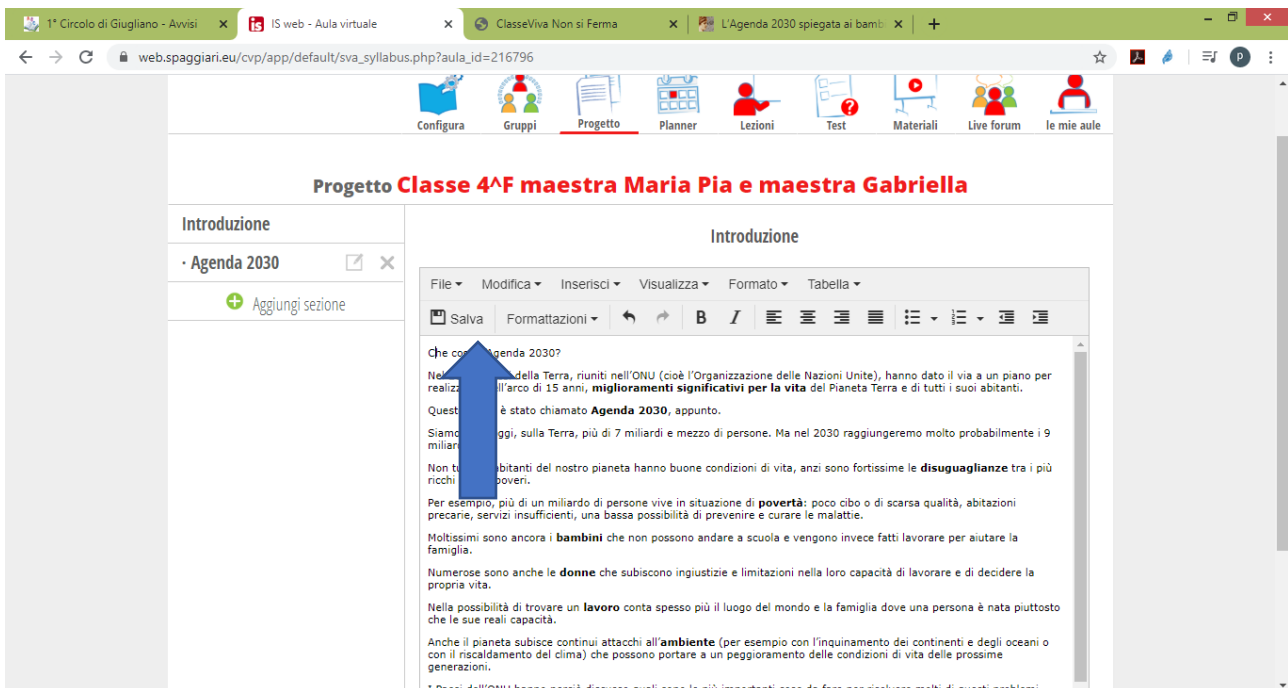 1° Circolo di Giugliano - Avvisi
IS web - Aula virtuale
ClasseViva Non si Ferma
L'Agenda 2030 spiegata ai bamb
web.spaggiari.eu/cvp/app/default/sva_syllabus.php?aula_id=216796
P
Configura
Gruppi
Progetto
Planner
Lezioni
Test
Materiali
Live forum
le mie aule
Progetto Classe 4^F maestra Maria Pia e maestra Gabriella
Introduzione
Introduzione
· Agenda 2030
Aggiungi sezione
File Modifica Inserisci Visualizza Formato Tabella
Salva Formattazioni B I
Che Agenda 2030?
della Terra, riuniti nell'ONU (cioè l'Organizzazione delle Nazioni Unite), hanno dato il via a un piano per
di 15 anni, miglioramenti significativi per la vita del Pianeta Terra e di tutti i suoi abitanti.
è stato chiamato Agenda 2030, appunto.
sulla Terra, più di 7 miliardi e mezzo di persone. Ma nel 2030 raggiungeremo molto probabilmente i 9
Non del nostro pianeta hanno buone condizioni di vita, anzi sono fortissime le disuguaglianze tra i più
ricchi poveri.
Per esempio, più di un miliardo di persone vive in situazione di povertà: poco cibo o di scarsa qualità, abitazioni
precarie, servizi insufficienti, una bassa possibilità di prevenire e curare le malattie.
Moltissimi sono ancora i bambini che non possono andare a scuola e vengono invece fatti lavorare per aiutare la
famiglia.
Numerose sono anche le donne che subiscono ingiustizie e limitazioni nella loro capacità di lavorare e di decidere la
propria vita.
Nella possibilità di trovare un lavoro conta spesso più il luogo del mondo e la famiglia dove una persona è nata piuttosto
che le sue reali capacità.
Anche il pianeta subisce continui attacchi all'ambiente (per esempio con l'inquinamento dei continenti e degli oceani o
con il riscaldamento del clima) che possono portare a un peggioramento delle condizioni di vita delle prossime
generazioni.